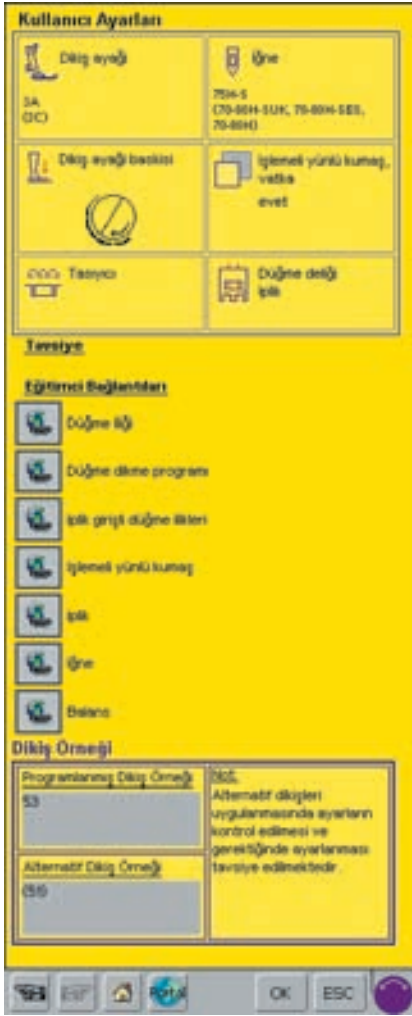 Kullanıcı Ayarları
Dikiş ayağı
3A
(3C)
İğne
75H-S
(70-80H-SUK, 70-80H-SES,
70-80H)
Dikiş ayağı baskısı
İşlemeli yünlü kumaş,
vatka
evet
Taşıyıcı
Düğme deliği
iplik
Tavsiye
Eğitimci Bağlantıları
Düğme iliği
Düğme dikme programı
İplik girişli düğme ilikleri
İşlemeli yünlü kumaş
İplik
İğne
Balans
Dikiş Örneği
Programlanmış Dikiş Örneği
53
Alternatif Dikiş Örneği
(59)
Not:
Alternatif dikişleri
uygulanmasında ayarların
kontrol edilmesi ve
gerektiğinde ayarlanması
tavsiye edilmektedir.
Portal
OK
ESC